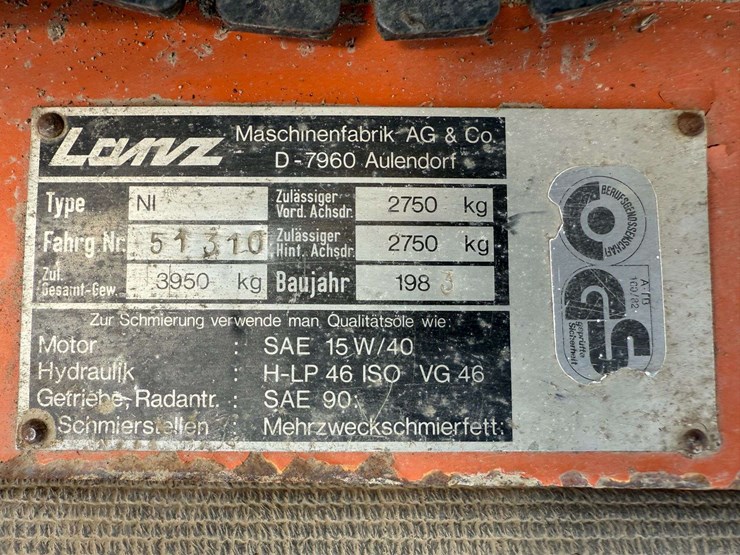 Lanz
Maschinenfabrik AG & Co.
D-7960 Aulendorf
Type NI Zulässiger Vord. Achsdr. 2750 kg
Fahrg Nr. 51310 Zulässiger Hint. Achsdr. 2750 kg
Zul. Gesamt-Gew. 3950 kg Baujahr 1983
Zur Schmierung verwende man Qualitätsöle wie:
Motor : SAE 15W/40
Hydraulik : H-LP 46 ISO VG 46
Getriebe, Radantr. : SAE 90;
Schmierstellen : Mehrzweckschmierfett:
BERUFSGENOSSENSCHAFT
GS
geprüfte
Sicherheit